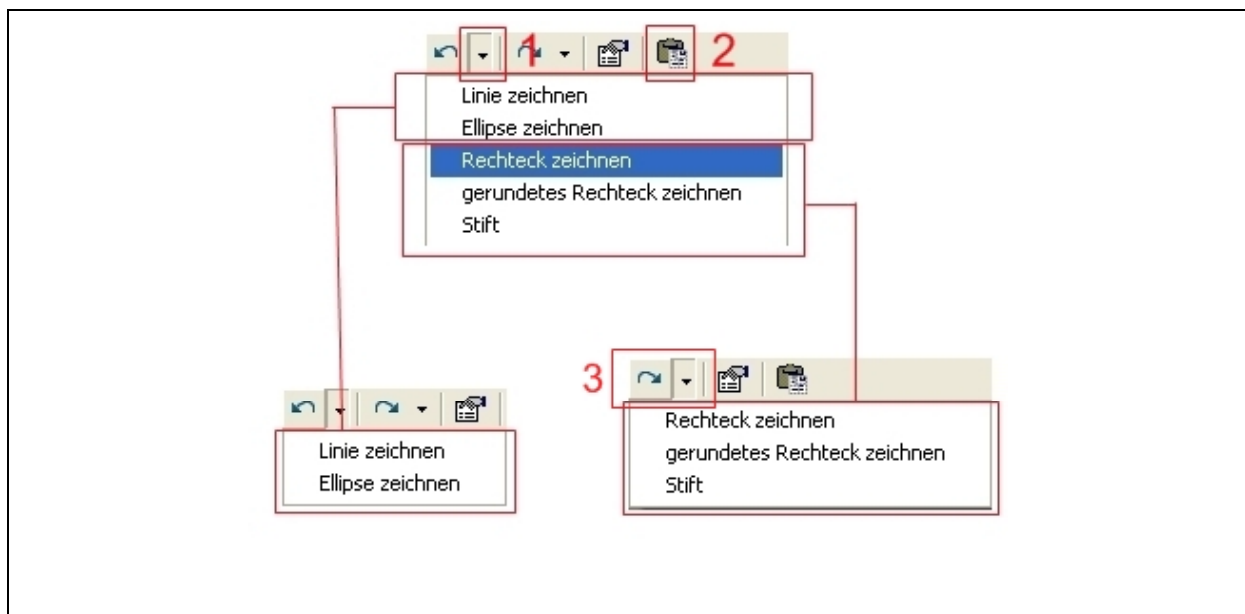 1
2
Linie zeichnen
Ellipse zeichnen
Rechteck zeichnen
gerundetes Rechteck zeichnen
Stift
Linie zeichnen
Ellipse zeichnen
3
Rechteck zeichnen
gerundetes Rechteck zeichnen
Stift